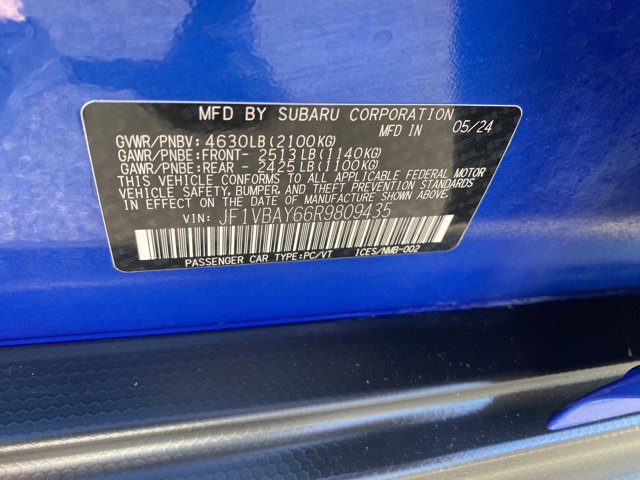 MFD BY SUBARU CORPORATION
MFD IN 05/24
GVWR/PNBV: 4630LB(2100KG)
GAWR/PNBE:FRONT- 2513LB(1140KG)
GAWR/PNBE:REAR - 2425LB(1100KG)
THIS VEHICLE CONFORMS TO ALL APPLICABLE FEDERAL MOTOR
VEHICLE SAFETY, BUMPER, AND THEFT PREVENTION STANDARDS
IN EFFECT ON THE DATE OF MANUFACTURE SHOWN ABOVE.
VIN: JF1VBAY66R9809435
PASSENGER CAR TYPE:PC/VT ICES/NMB-002